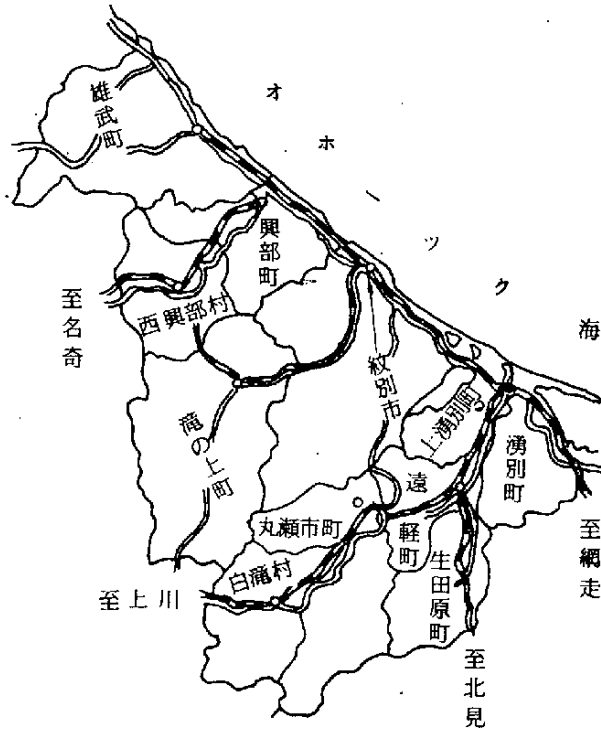 雄武町
オホーツク海
興部町
至名寄
西興部村
紋別市
滝の上町
上湧別町
湧別町
遠軽町
丸瀬市町
生田原町
白滝村
至上川
至網走
至北見